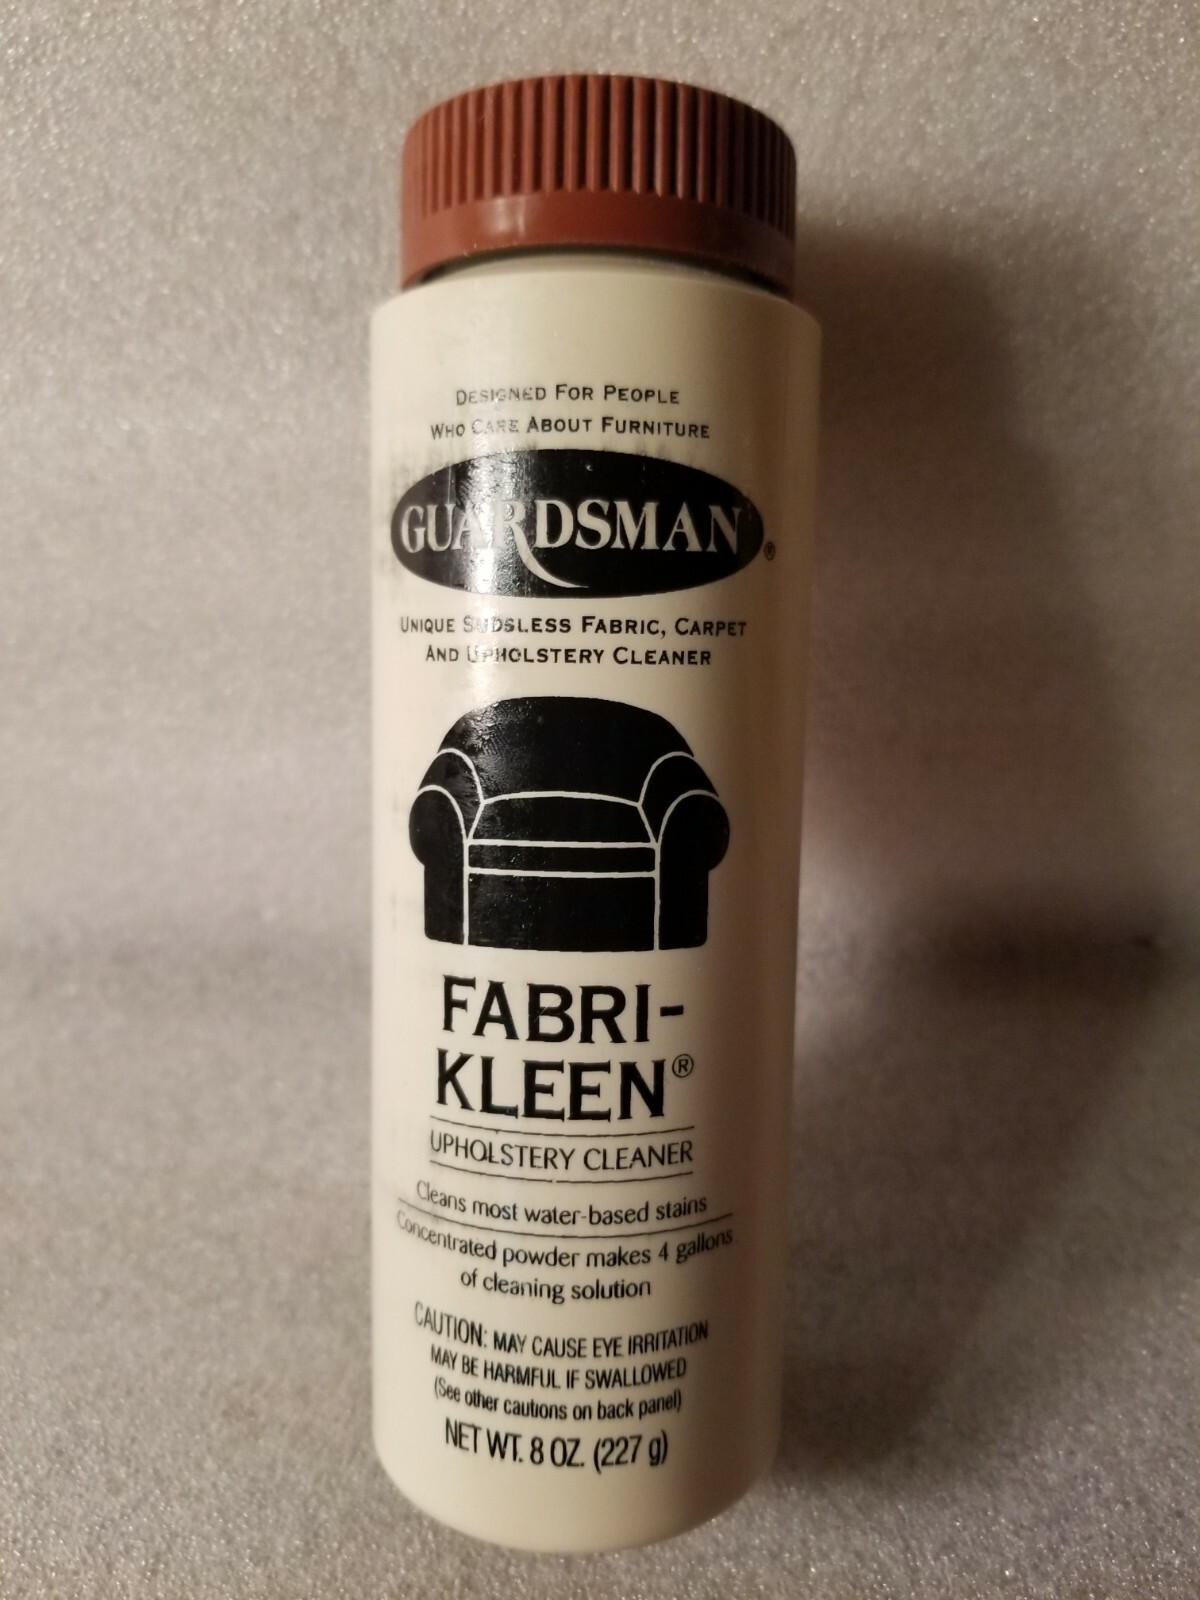 DESIGNED FOR PEOPLE
WHO CARE ABOUT FURNITURE
GUARDSMAN®
UNIQUE SUDSLESS FABRIC, CARPET
AND UPHOLSTERY CLEANER
FABRI-
KLEEN®
UPHOLSTERY CLEANER
Cleans most water-based stains
Concentrated powder makes 4 gallons
of cleaning solution
CAUTION: MAY CAUSE EYE IRRITATION
MAY BE HARMFUL IF SWALLOWED
(See other cautions on back panel)
NET WT. 8 OZ. (227 g)